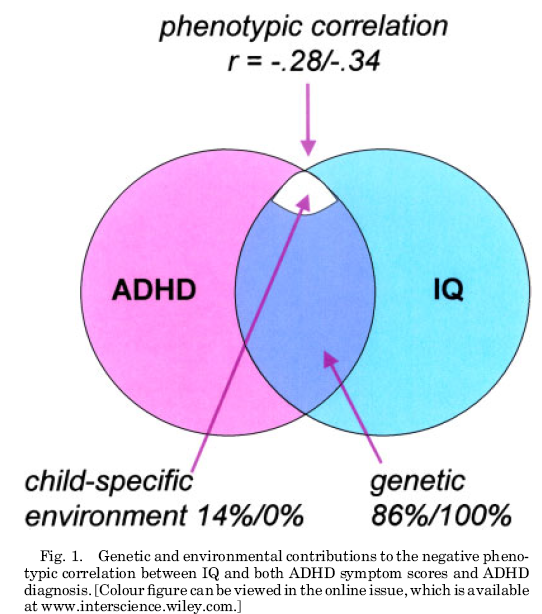 phenotypic correlation
r = -.28/-.34
ADHD
IQ
child-specific
environment 14%/0%
genetic
86%/100%
Fig. 1. Genetic and environmental contributions to the negative pheno-
typic correlation between IQ and both ADHD symptom scores and ADHD
diagnosis. [Colour figure can be viewed in the online issue, which is available
at www.interscience.wiley.com.]